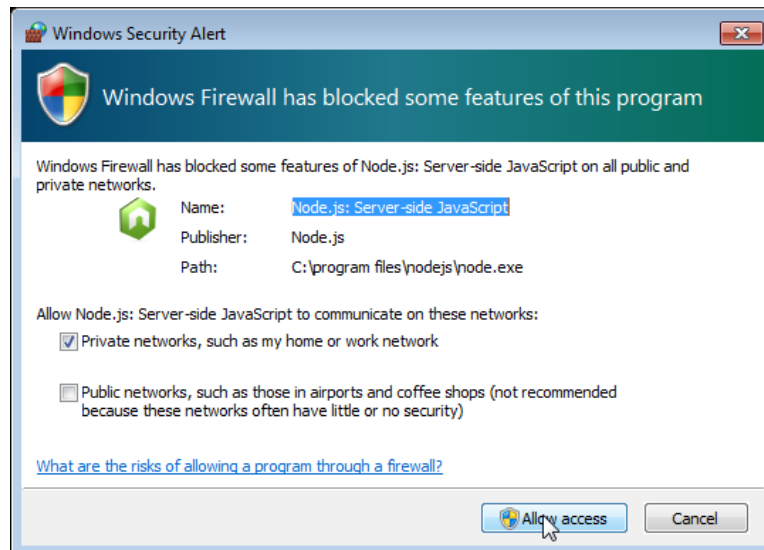 Windows Security Alert
Windows Firewall has blocked some features of this program
Windows Firewall has blocked some features of Node.js: Server-side JavaScript on all public and
private networks.
Name: Node.js: Server-side JavaScript
Publisher: Node.js
Path: C:\program files\nodejs\node.exe
Allow Node.js: Server-side JavaScript to communicate on these networks:
Private networks, such as my home or work network
Public networks, such as those in airports and coffee shops (not recommended
because these networks often have little or no security)
What are the risks of allowing a program through a firewall?
Allow access Cancel